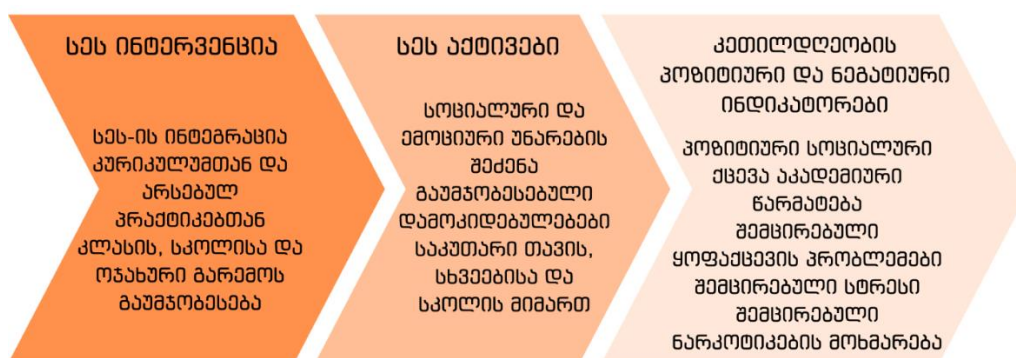 სეს ინტერვენცია
სეს-ის ინტეგრაცია
კურიკულუმთან და
არსებულ
პრაქტიკებთან
კლასის, სკოლისა და
ოჯახური გარემოს
გაუმჯობესება
სეს აქტივები
სოციალური და
ემოციური უნარების
შეძენა
გაუმჯობესებული
დამოკიდებულებები
საკუთარი თავის,
სხვებისა და
სკოლის მიმართ
კეთილდღეობის
პოზიტიური და ნეგატიური
ინდიკატორები
პოზიტიური სოციალური
ქცევა აკადემიური
წარმატება
შემცირებული
ყოფაქცევის პრობლემები
შემცირებული სტრესი
შემცირებული
ნარკოტიკების მოხმარება